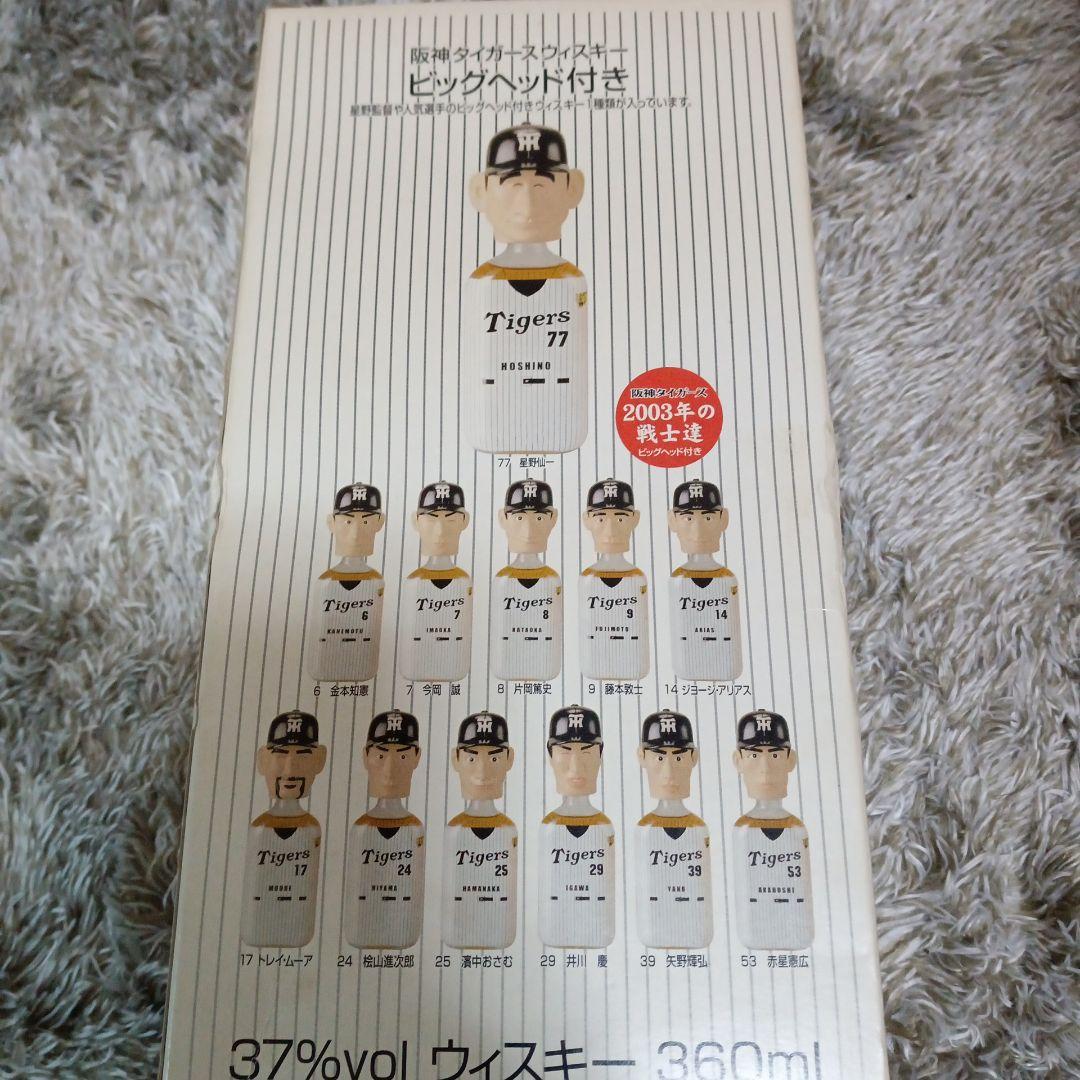 阪神タイガースウィスキー
ビッグヘッド付き
星野監督や人気選手のビッグヘッド付きウィスキー1種類が入っています。
Tigers
77
HOSHINO
77 星野仙一
阪神タイガース
2003年の
戦士達
ビッグヘッド付き
Tigers Tigers Tigers Tigers Tigers
6 7 8 9 14
KANEMOTO IMAOKA KATAOKA FUJIMOTO ARIAS
6 金本知憲 7 今岡 誠 8 片岡篤史 9 藤本敦士 14 ジョージ・アリアス
Tigers Tigers Tigers Tigers Tigers Tigers
17 24 25 29 39 53
MOORE HIYAMA HAMANAKA IGAWA YANO AKAHOSHI
17 トレイ・ムーア 24 桧山進次郎 25 濱中おさむ 29 井川 慶 39 矢野輝弘 53 赤星憲広
37%vol ウィスキー 360ml